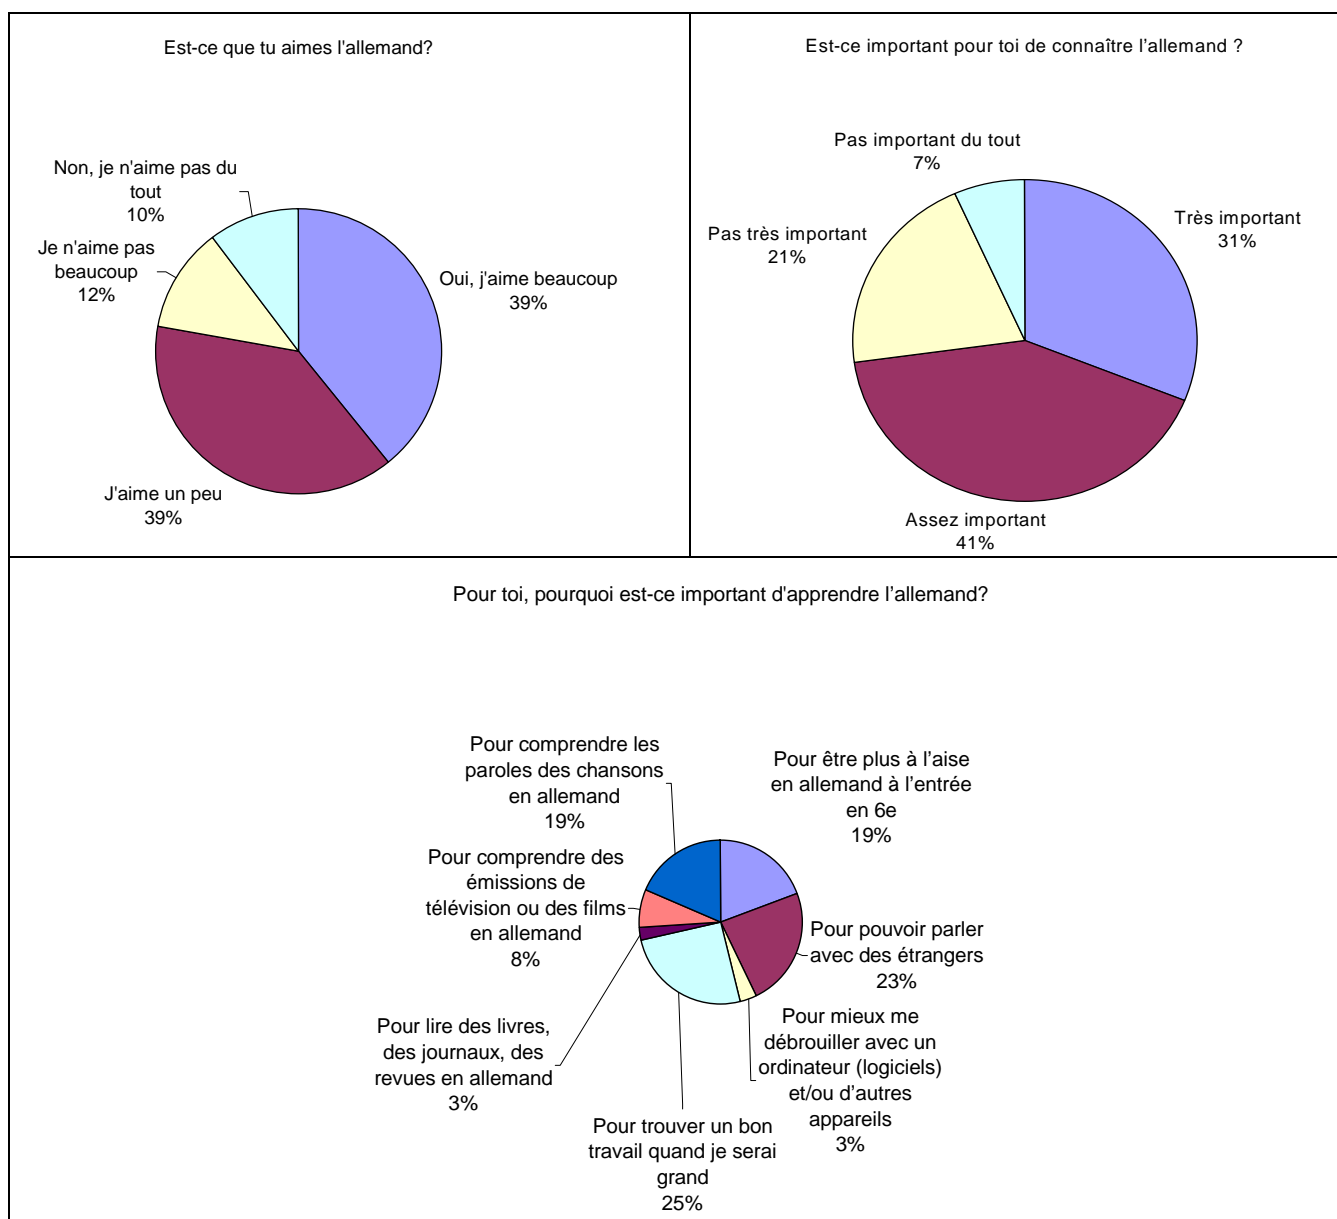 Est-ce que tu aimes l'allemand?
Non, je n'aime pas du
tout
10%
Je n'aime pas
beaucoup
12%
Oui, j'aime beaucoup
39%
J'aime un peu
39%
Est-ce important pour toi de connaître l’allemand ?
Pas important du tout
7%
Très important
31%
Pas très important
21%
Assez important
41%
Pour toi, pourquoi est-ce important d'apprendre l’allemand?
Pour comprendre les
paroles des chansons
en allemand
19%
Pour être plus à l’aise
en allemand à l’entrée
en 6e
19%
Pour comprendre des
émissions de
télévision ou des films
en allemand
8%
Pour pouvoir parler
avec des étrangers
23%
Pour lire des livres,
des journaux, des
revues en allemand
3%
Pour mieux me
débrouiller avec un
ordinateur (logiciels)
et/ou d’autres
appareils
3%
Pour trouver un bon
travail quand je serai
grand
25%